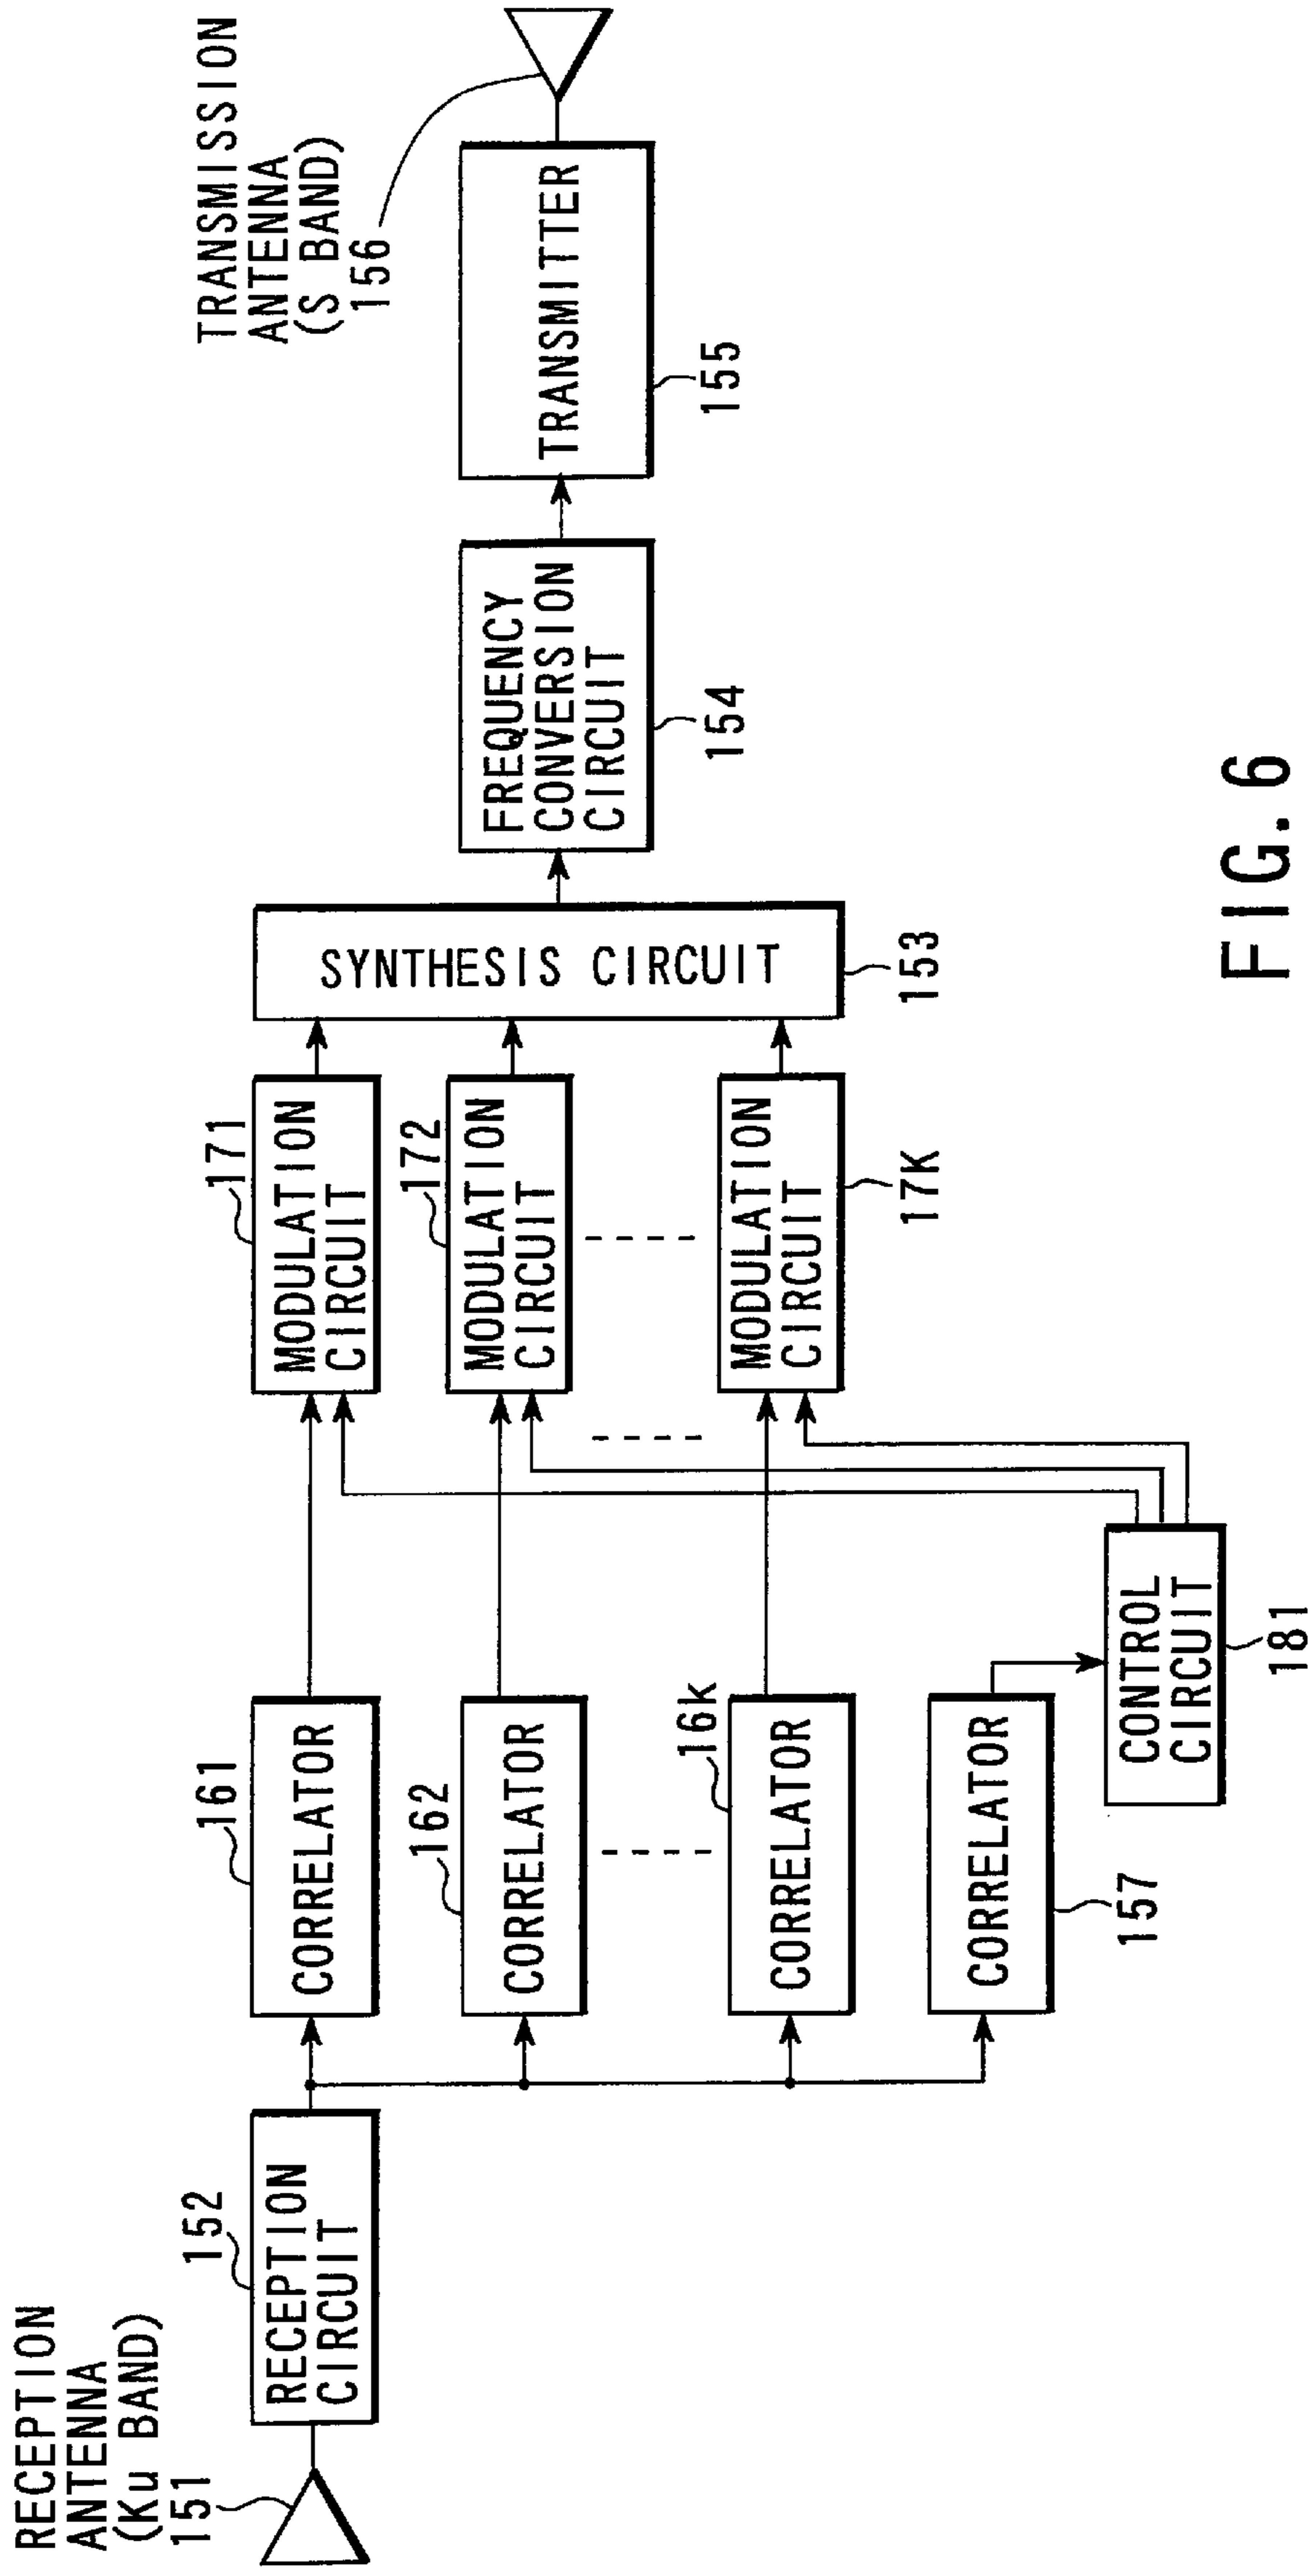 RECEPTION
ANTENNA
(Ku BAND)
151
152
RECEPTION
CIRCUIT
161
CORRELATOR
162
CORRELATOR
16k
CORRELATOR
CORRELATOR
157
CONTROL
CIRCUIT
181
171
MODULATION
CIRCUIT
172
MODULATION
CIRCUIT
MODULATION
CIRCUIT
17K
SYNTHESIS CIRCUIT
153
FREQUENCY
CONVERSION
CIRCUIT
154
TRANSMITTER
155
TRANSMISSION
ANTENNA
(S BAND)
156
FIG. 6